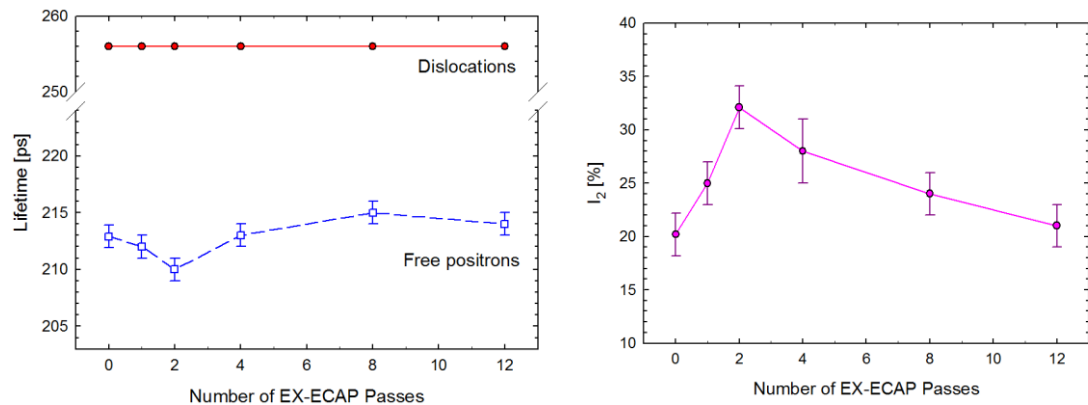 260
250
220
215
210
205
Lifetime [ps]
Dislocations
Free positrons
0 2 4 6 8 10 12
Number of EX-ECAP Passes
40
35
30
25
20
15
10
I2 [%]
0 2 4 6 8 10 12
Number of EX-ECAP Passes